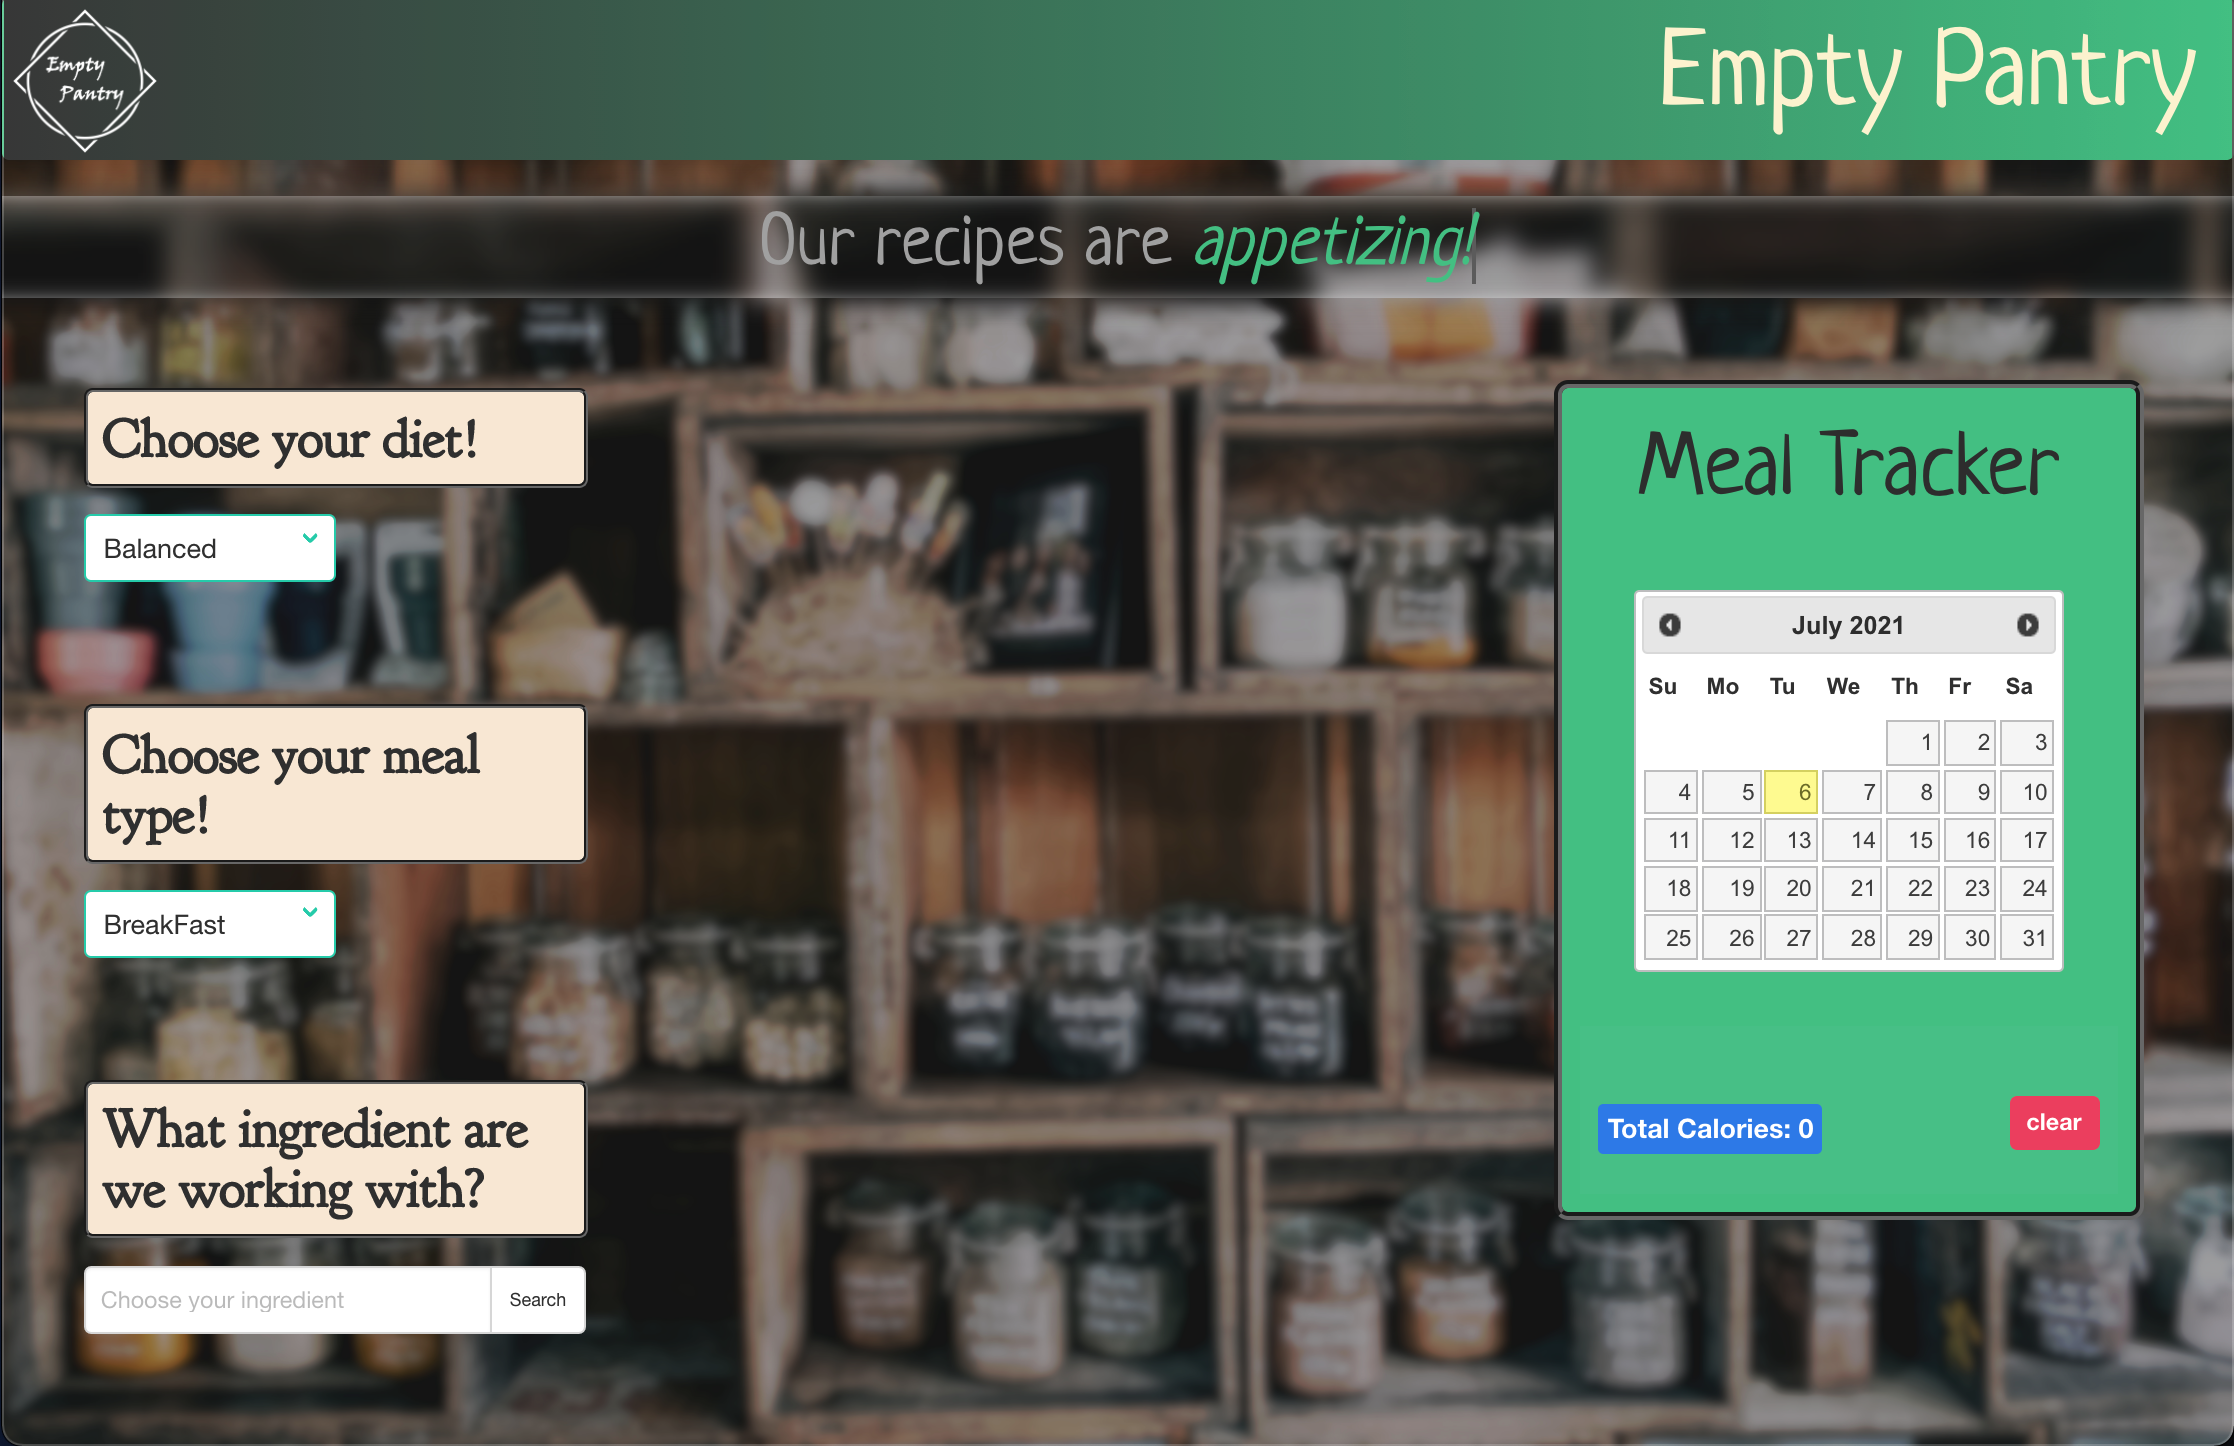 Empty
Pantry
Empty Pantry
Our recipes are appetizing!
Choose your diet!
Balanced
Choose your meal
type!
BreakFast
What ingredient are
we working with?
Choose your ingredient
Search
Meal Tracker
July 2021
Su Mo Tu We Th Fr Sa
1 2 3
4 5 6 7 8 9 10
11 12 13 14 15 16 17
18 19 20 21 22 23 24
25 26 27 28 29 30 31
Total Calories: 0
clear